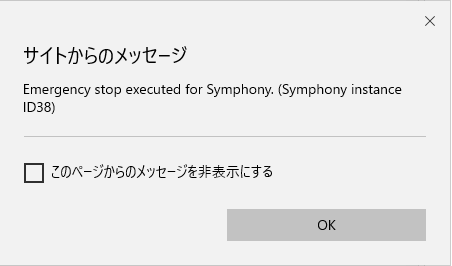 サイトからのメッセージ
Emergency stop executed for Symphony. (Symphony instance
ID38)
このページからのメッセージを非表示にする
OK